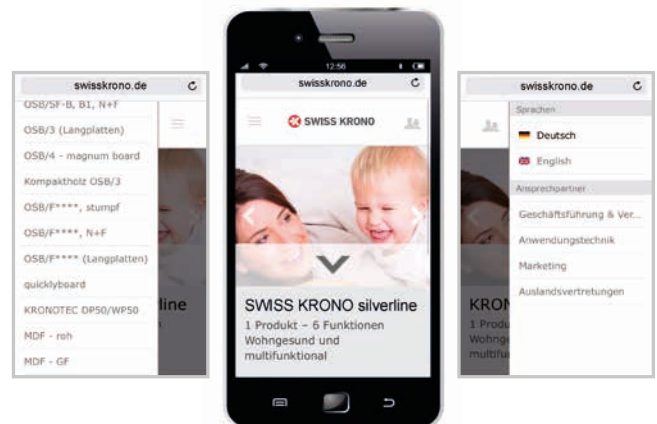 swisskrono.de
OSB/SF-B, B1, N+F
OSB/3 (Langplatten)
OSB/4 - magnum board
Kompaktholz OSB/3
OSB/F****, stumpf
OSB/F****, N+F
OSB/F**** (Langplatten)
quicklyboard
KRONOTEC DP50/WP50
MDF - roh
MDF - GF
line
12:56
swisskrono.de
SWISS KRONO
SWISS KRONO silverline
1 Produkt – 6 Funktionen
Wohngesund und
multifunktional
swisskrono.de
Sprachen
Deutsch
English
Ansprechpartner
Geschäftsführung & Ver...
Anwendungstechnik
Marketing
Auslandsvertretungen
KRON
1 Produ
Wohnge
multifu